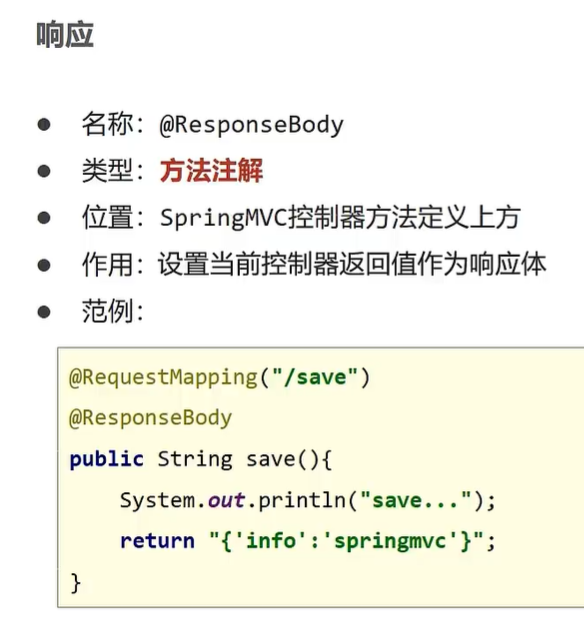 响应
● 名称：@ResponseBody
● 类型：方法注解
● 位置：SpringMVC控制器方法定义上方
● 作用：设置当前控制器返回值作为响应体
● 范例：
@RequestMapping("/save")
@ResponseBody
public String save(){
    System.out.println("save...");
    return "{'info':'springmvc'}";
}